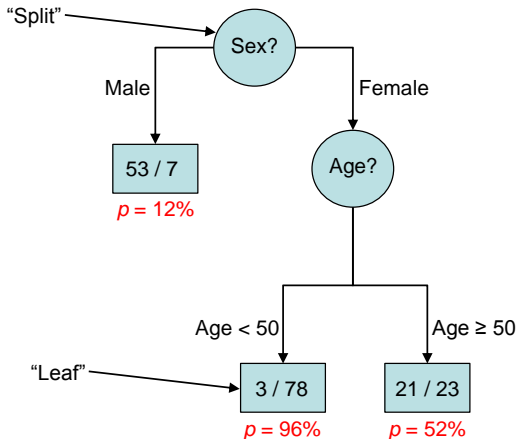 “Split”
Sex?
Male
Female
53 / 7
p = 12%
Age?
Age < 50
Age ≥ 50
“Leaf”
3 / 78
21 / 23
p = 96%
p = 52%